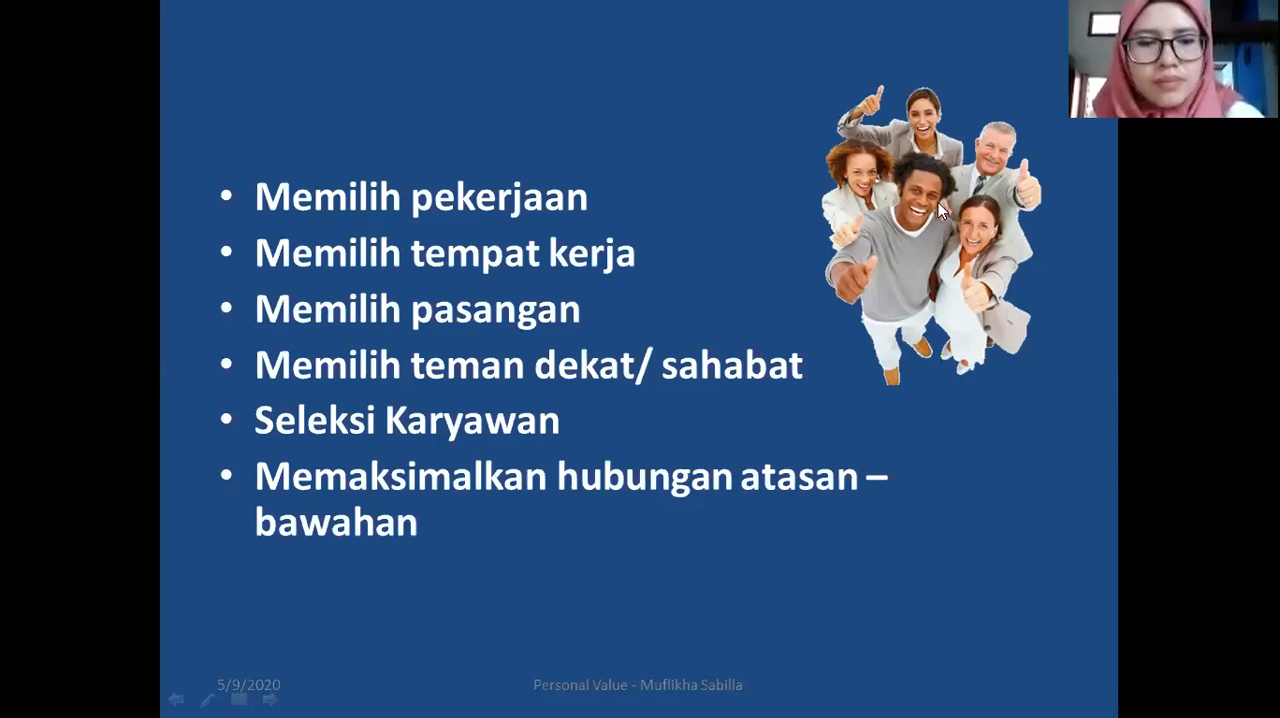 • Memilih pekerjaan
• Memilih tempat kerja
• Memilih pasangan
• Memilih teman dekat/ sahabat
• Seleksi Karyawan
• Memaksimalkan hubungan atasan –
bawahan
5/9/2020
Personal Value - Muflikha Sabilla